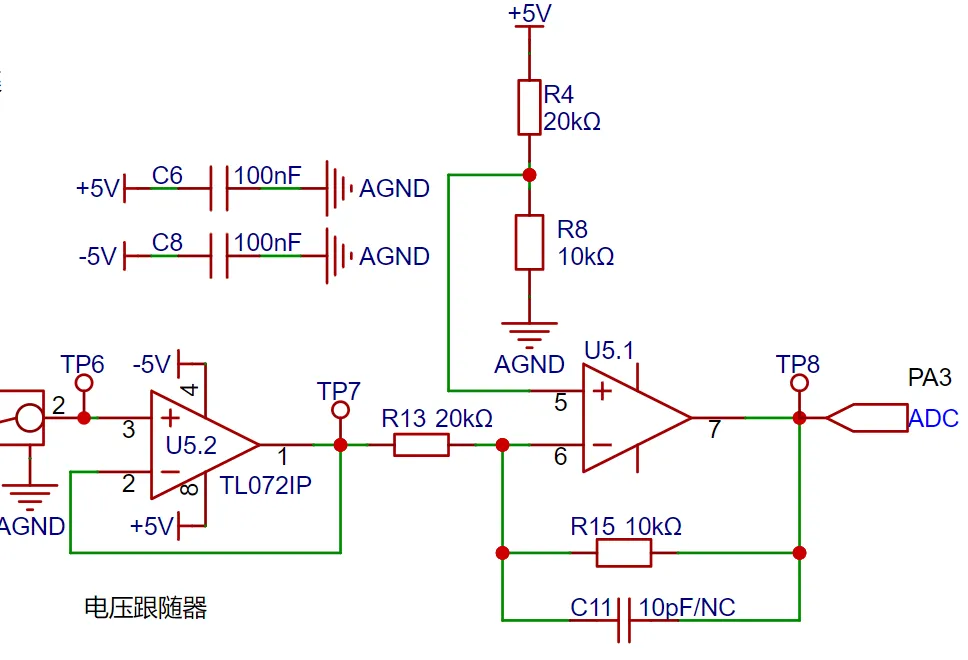 +5V
R4
20kΩ
C6 100nF
+5V AGND
C8 100nF
-5V AGND
R8
10kΩ
AGND
U5.1
TP6 -5V
4
TP7
TP8
PA3
2
3
U5.2
1
2
8
TL072IP
+5V
AGND
R13 20kΩ
5
6
7
ADC
R15 10kΩ
C11 10pF/NC
电压跟随器